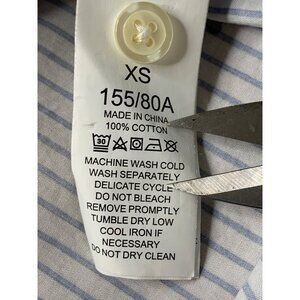 XS
155/80A
MADE IN CHINA
100% COTTON
30
MACHINE WASH COLD
WASH SEPARATELY
DELICATE CYCLE
DO NOT BLEACH
REMOVE PROMPTLY
TUMBLE DRY LOW
COOL IRON IF
NECESSARY
DO NOT DRY CLEAN